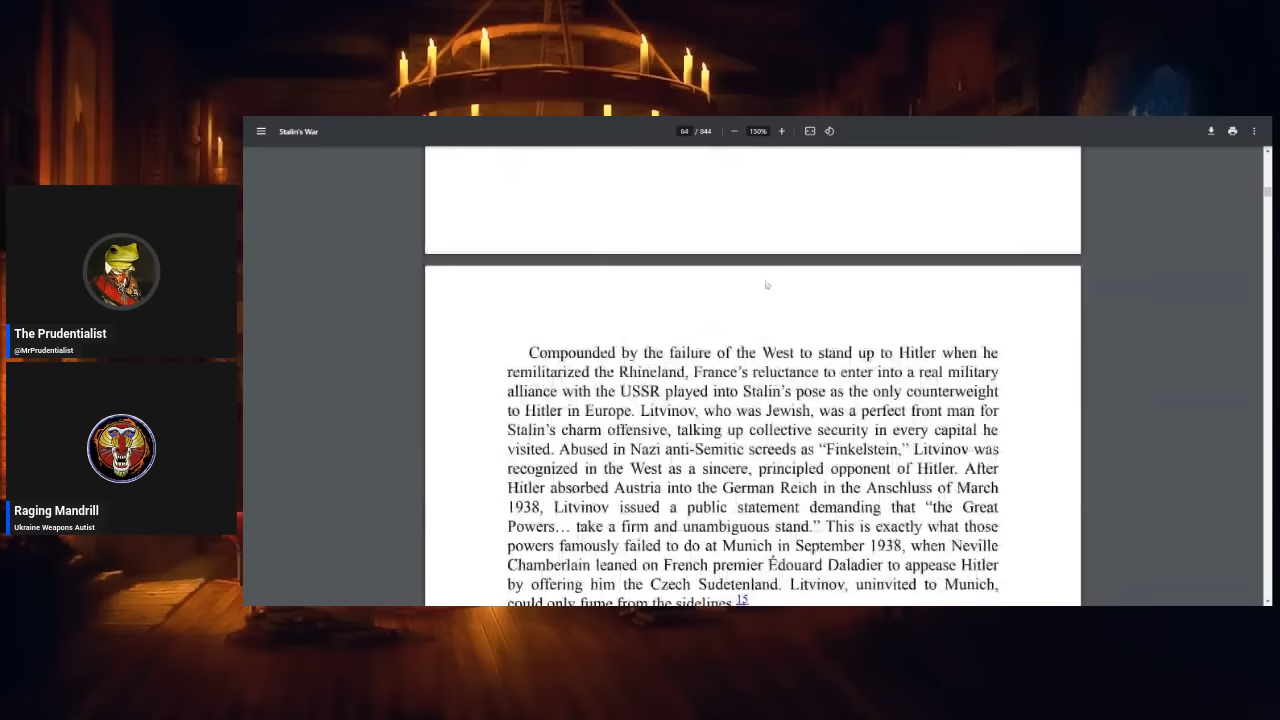 Stalin's War
64 / 844
150%
The Prudentialist
@MrPrudentialist
Raging Mandrill
Ukraine Weapons Autist
Compounded by the failure of the West to stand up to Hitler when he
remilitarized the Rhineland, France's reluctance to enter into a real military
alliance with the USSR played into Stalin's pose as the only counterweight
to Hitler in Europe. Litvinov, who was Jewish, was a perfect front man for
Stalin's charm offensive, talking up collective security in every capital he
visited. Abused in Nazi anti-Semitic screeds as “Finkelstein,” Litvinov was
recognized in the West as a sincere, principled opponent of Hitler. After
Hitler absorbed Austria into the German Reich in the Anschluss of March
1938, Litvinov issued a public statement demanding that “the Great
Powers… take a firm and unambiguous stand.” This is exactly what those
powers famously failed to do at Munich in September 1938, when Neville
Chamberlain leaned on French premier Édouard Daladier to appease Hitler
by offering him the Czech Sudetenland. Litvinov, uninvited to Munich,
could only fume from the sidelines.15